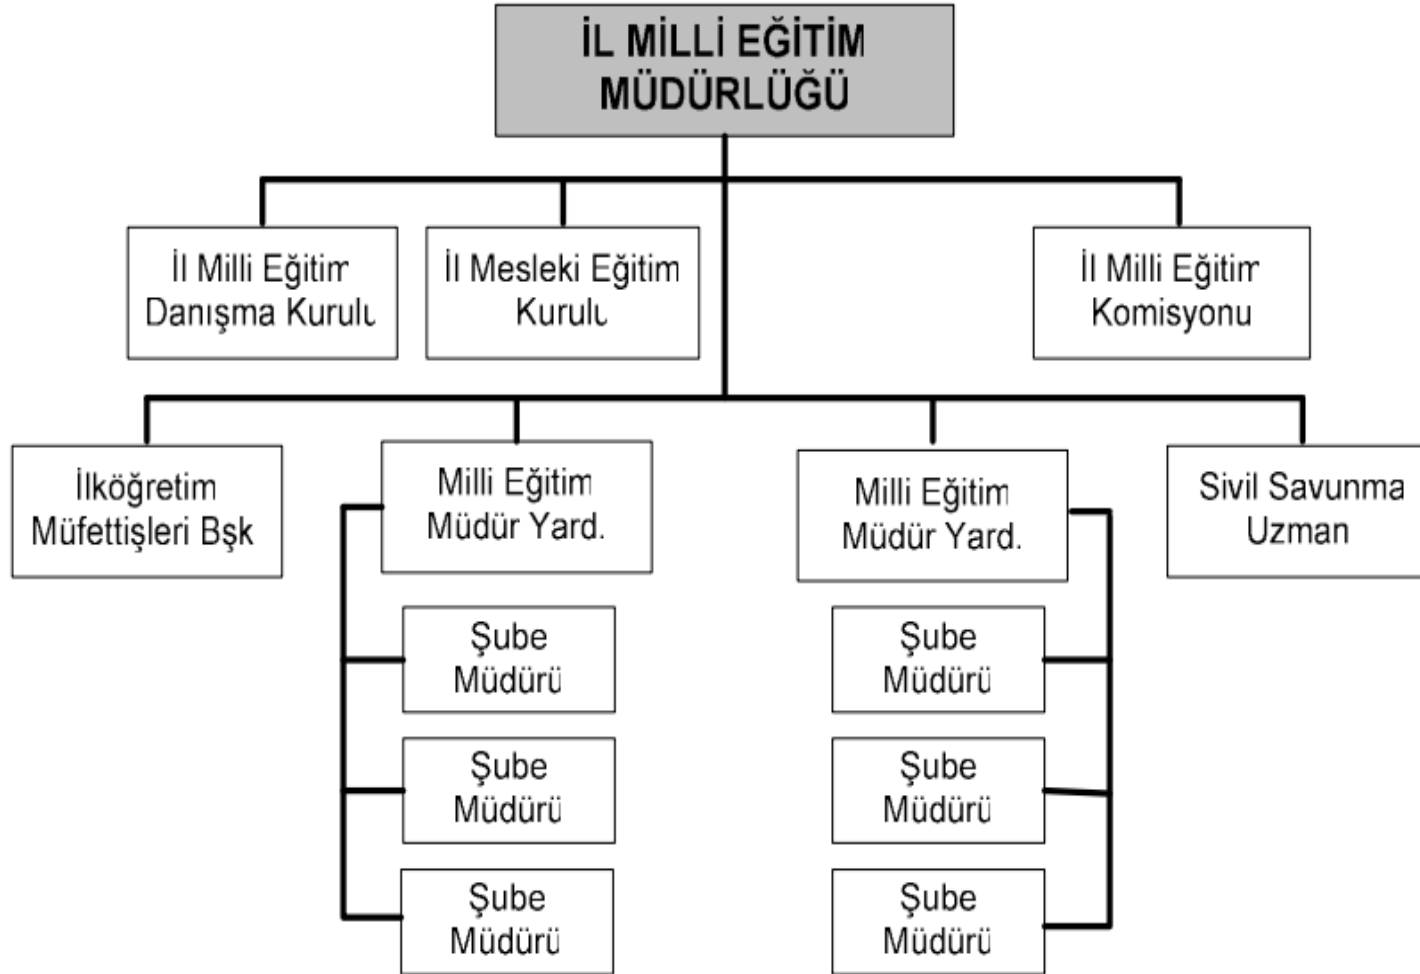 İL MİLLİ EĞİTİM
MÜDÜRLÜĞÜ
İl Milli Eğitim
Danışma Kurulu
İl Mesleki Eğitim
Kurulu
İl Milli Eğitim
Komisyonu
İlköğretim
Müfettişleri Bşk
Milli Eğitim
Müdür Yard.
Milli Eğitim
Müdür Yard.
Sivil Savunma
Uzman
Şube
Müdürü
Şube
Müdürü
Şube
Müdürü
Şube
Müdürü
Şube
Müdürü
Şube
Müdürü